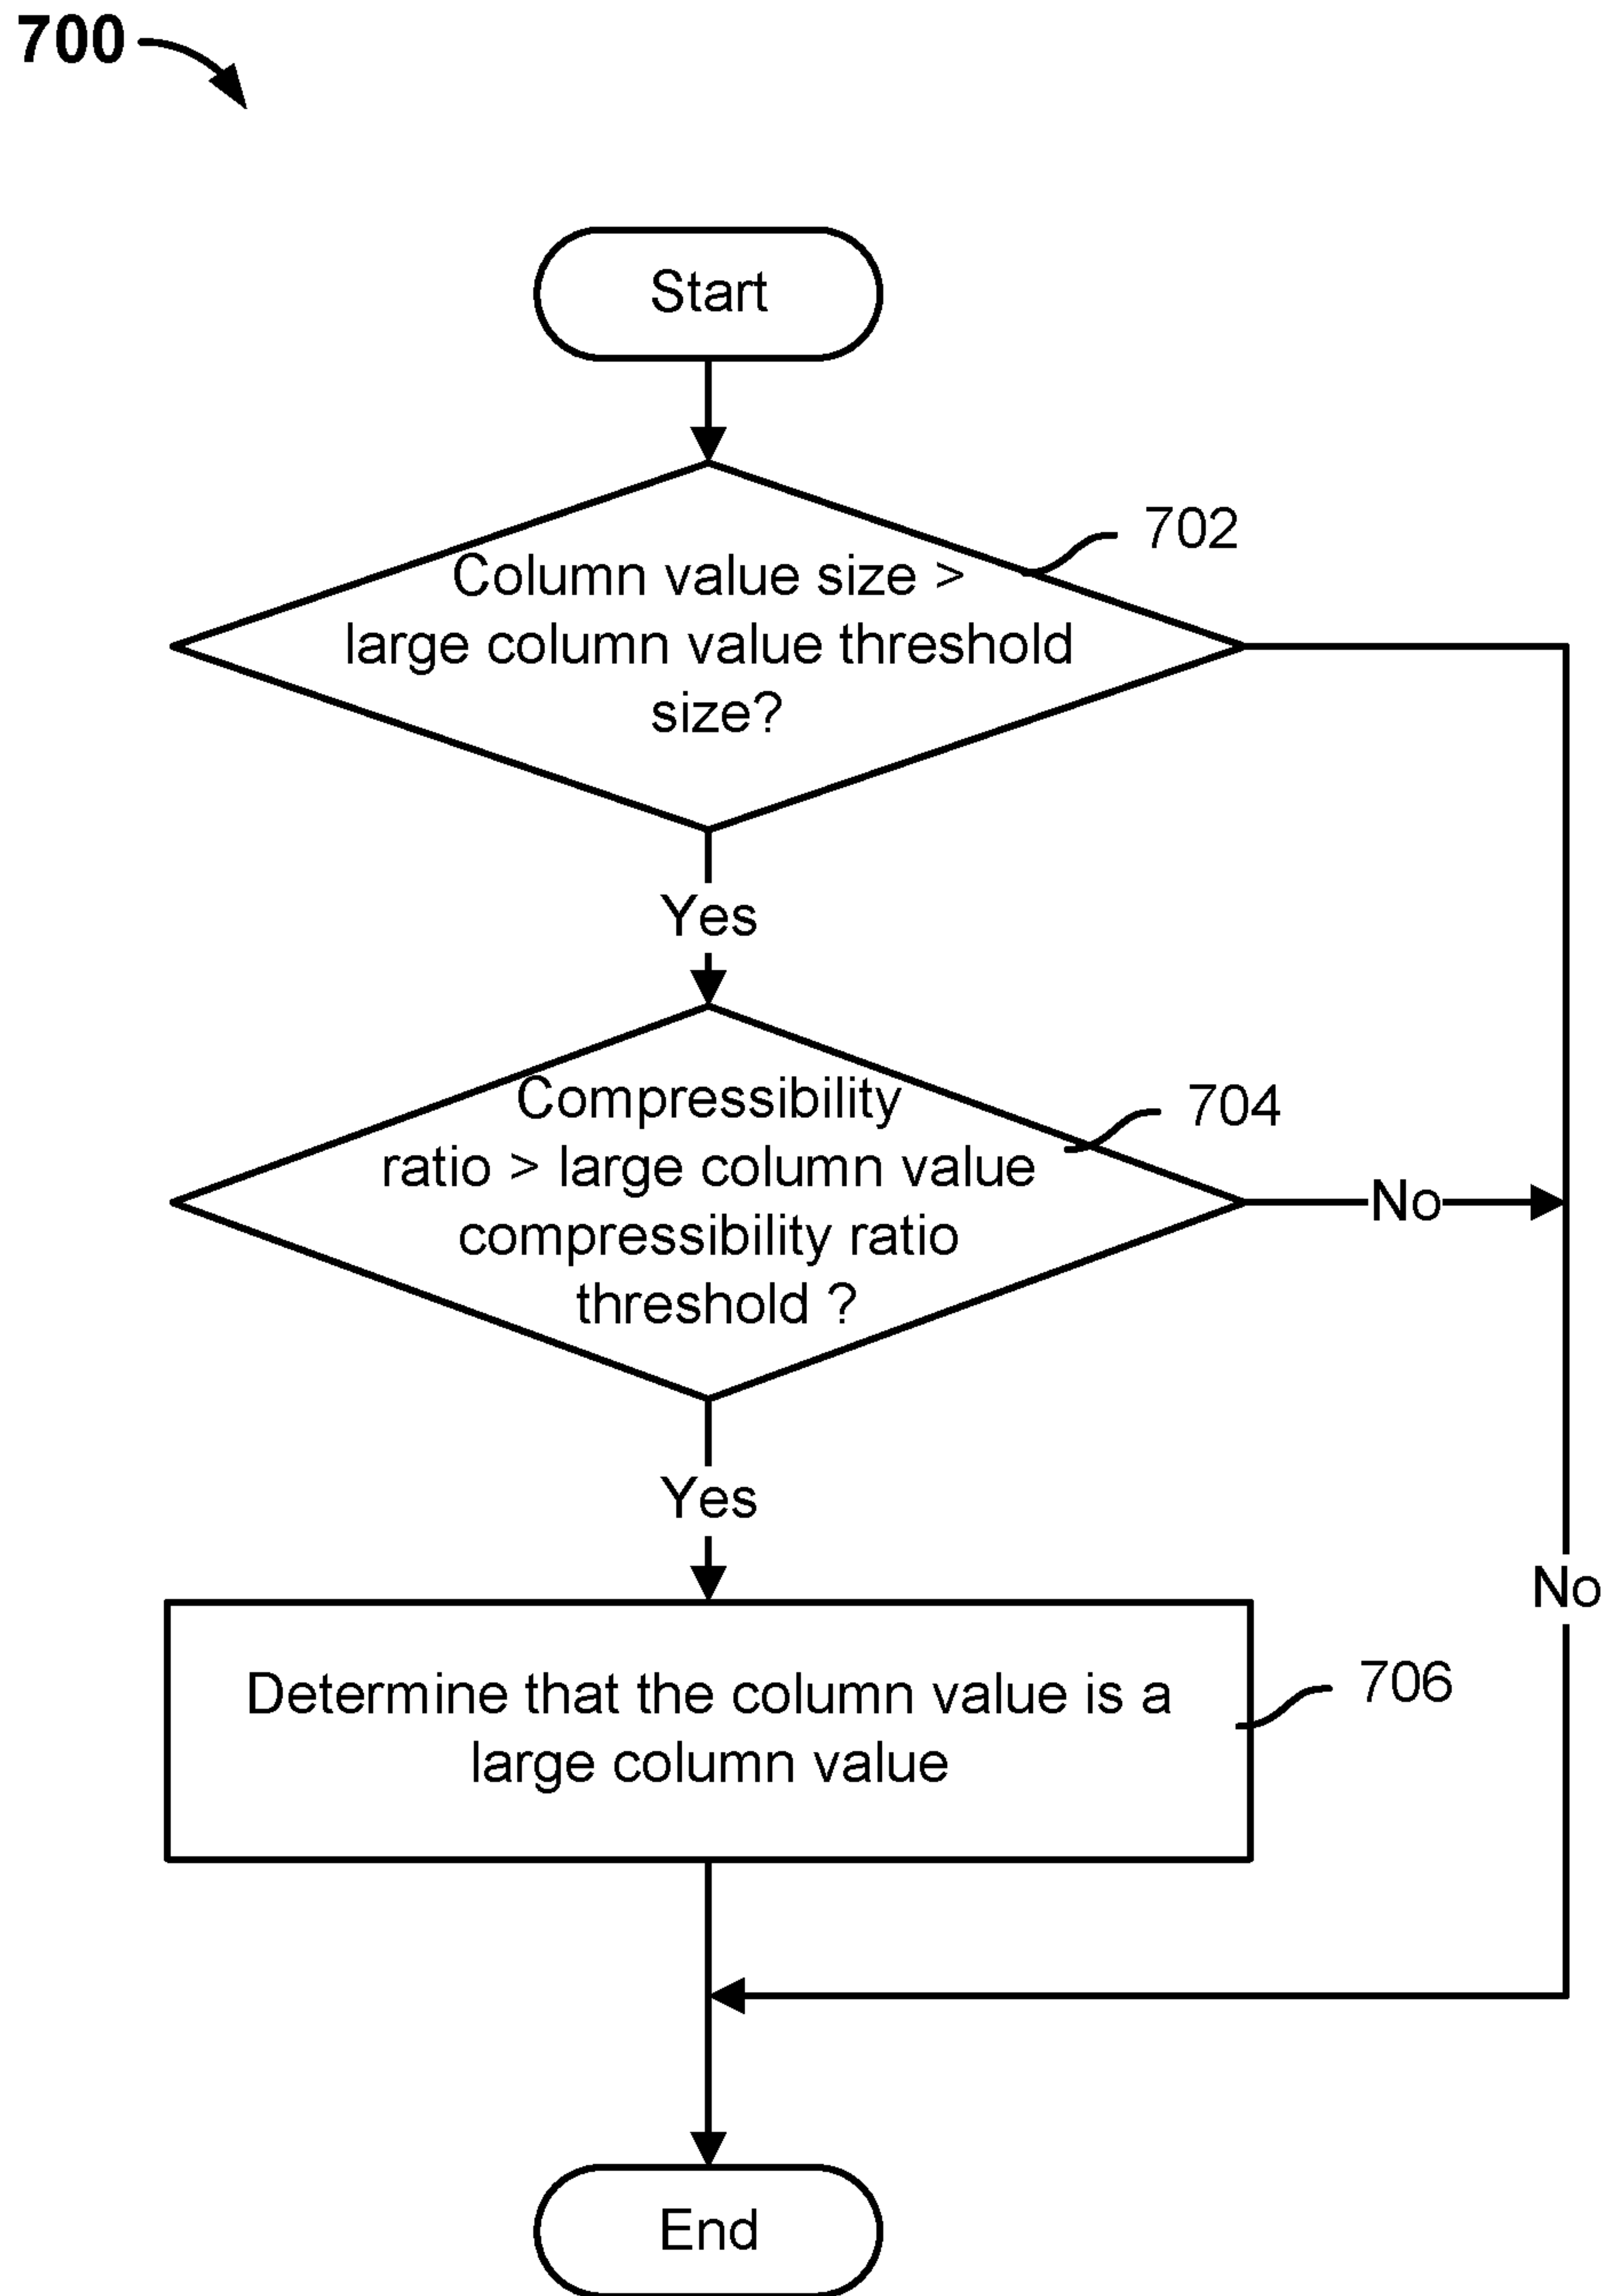 700
Start
702
Column value size >
large column value threshold
size?
Yes
704
Compressibility
ratio > large column value
compressibility ratio
threshold ?
No
Yes
No
706
Determine that the column value is a
large column value
End